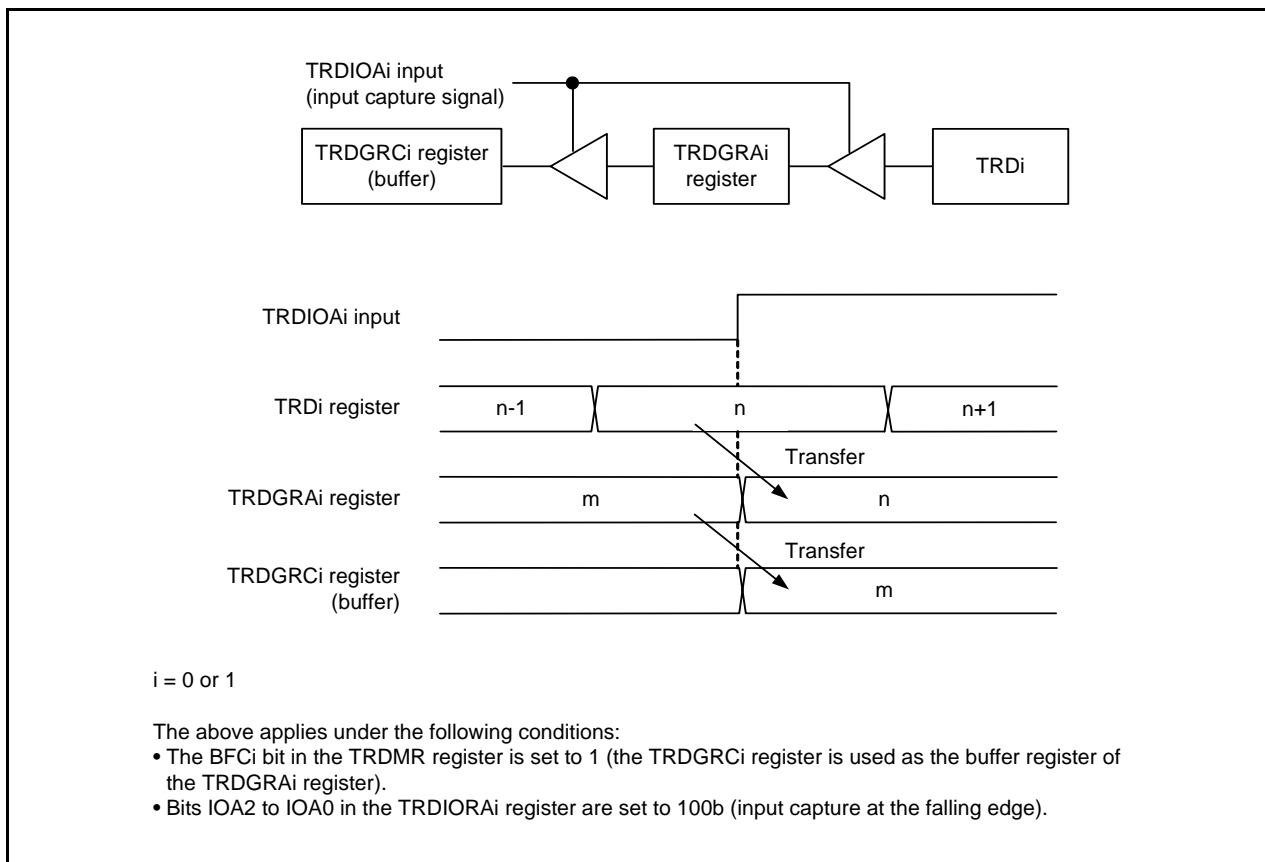 TRDIOAi input
(input capture signal)
TRDGRCi register
(buffer)
TRDGRAi
register
TRDi
TRDIOAi input
TRDi register
n-1
n
n+1
Transfer
TRDGRAi register
m
n
Transfer
TRDGRCi register
(buffer)
m
i = 0 or 1
The above applies under the following conditions:
• The BFCi bit in the TRDMR register is set to 1 (the TRDGRCi register is used as the buffer register of
the TRDGRAi register).
• Bits IOA2 to IOA0 in the TRDIORAi register are set to 100b (input capture at the falling edge).